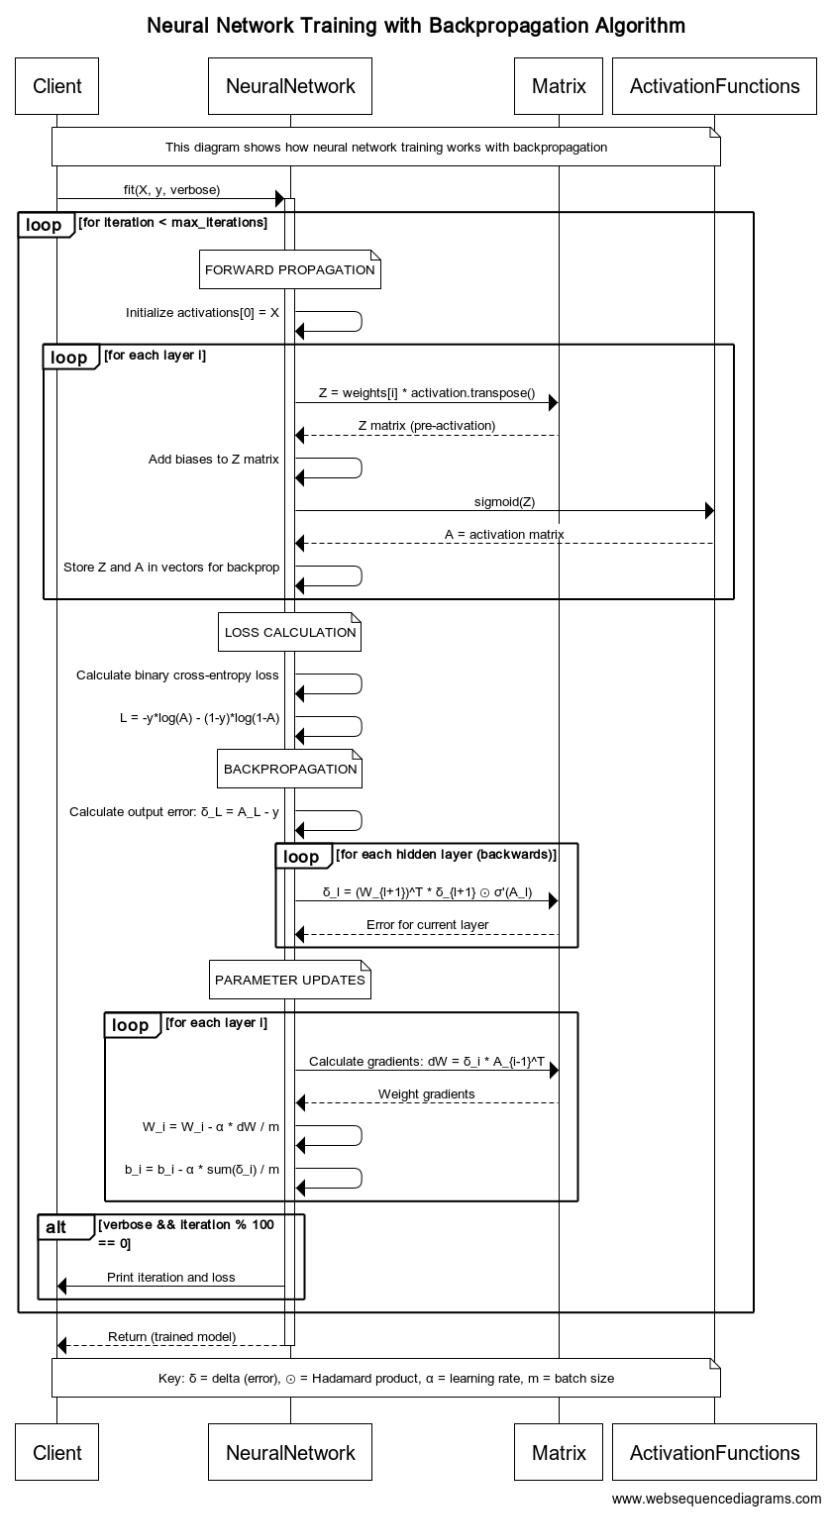 Neural Network Training with Backpropagation Algorithm
Client
NeuralNetwork
Matrix
ActivationFunctions
This diagram shows how neural network training works with backpropagation
fit(X, y, verbose)
loop
[for iteration < max_iterations]
FORWARD PROPAGATION
Initialize activations[0] = X
loop
[for each layer i]
Z = weights[i] * activation.transpose()
Z matrix (pre-activation)
Add biases to Z matrix
sigmoid(Z)
A = activation matrix
Store Z and A in vectors for backprop
LOSS CALCULATION
Calculate binary cross-entropy loss
L = -y*log(A) - (1-y)*log(1-A)
BACKPROPAGATION
Calculate output error: δ_L = A_L - y
loop
[for each hidden layer (backwards)]
δ_l = (W_{l+1})^T * δ_{l+1} ⊙ σ'(A_l)
Error for current layer
PARAMETER UPDATES
loop
[for each layer i]
Calculate gradients: dW = δ_i * A_{i-1}^T
Weight gradients
W_i = W_i - α * dW / m
b_i = b_i - α * sum(δ_i) / m
alt
[verbose && iteration % 100
== 0]
Print iteration and loss
Return (trained model)
Key: δ = delta (error), ⊙ = Hadamard product, α = learning rate, m = batch size
Client
NeuralNetwork
Matrix
ActivationFunctions
www.websequencediagrams.com